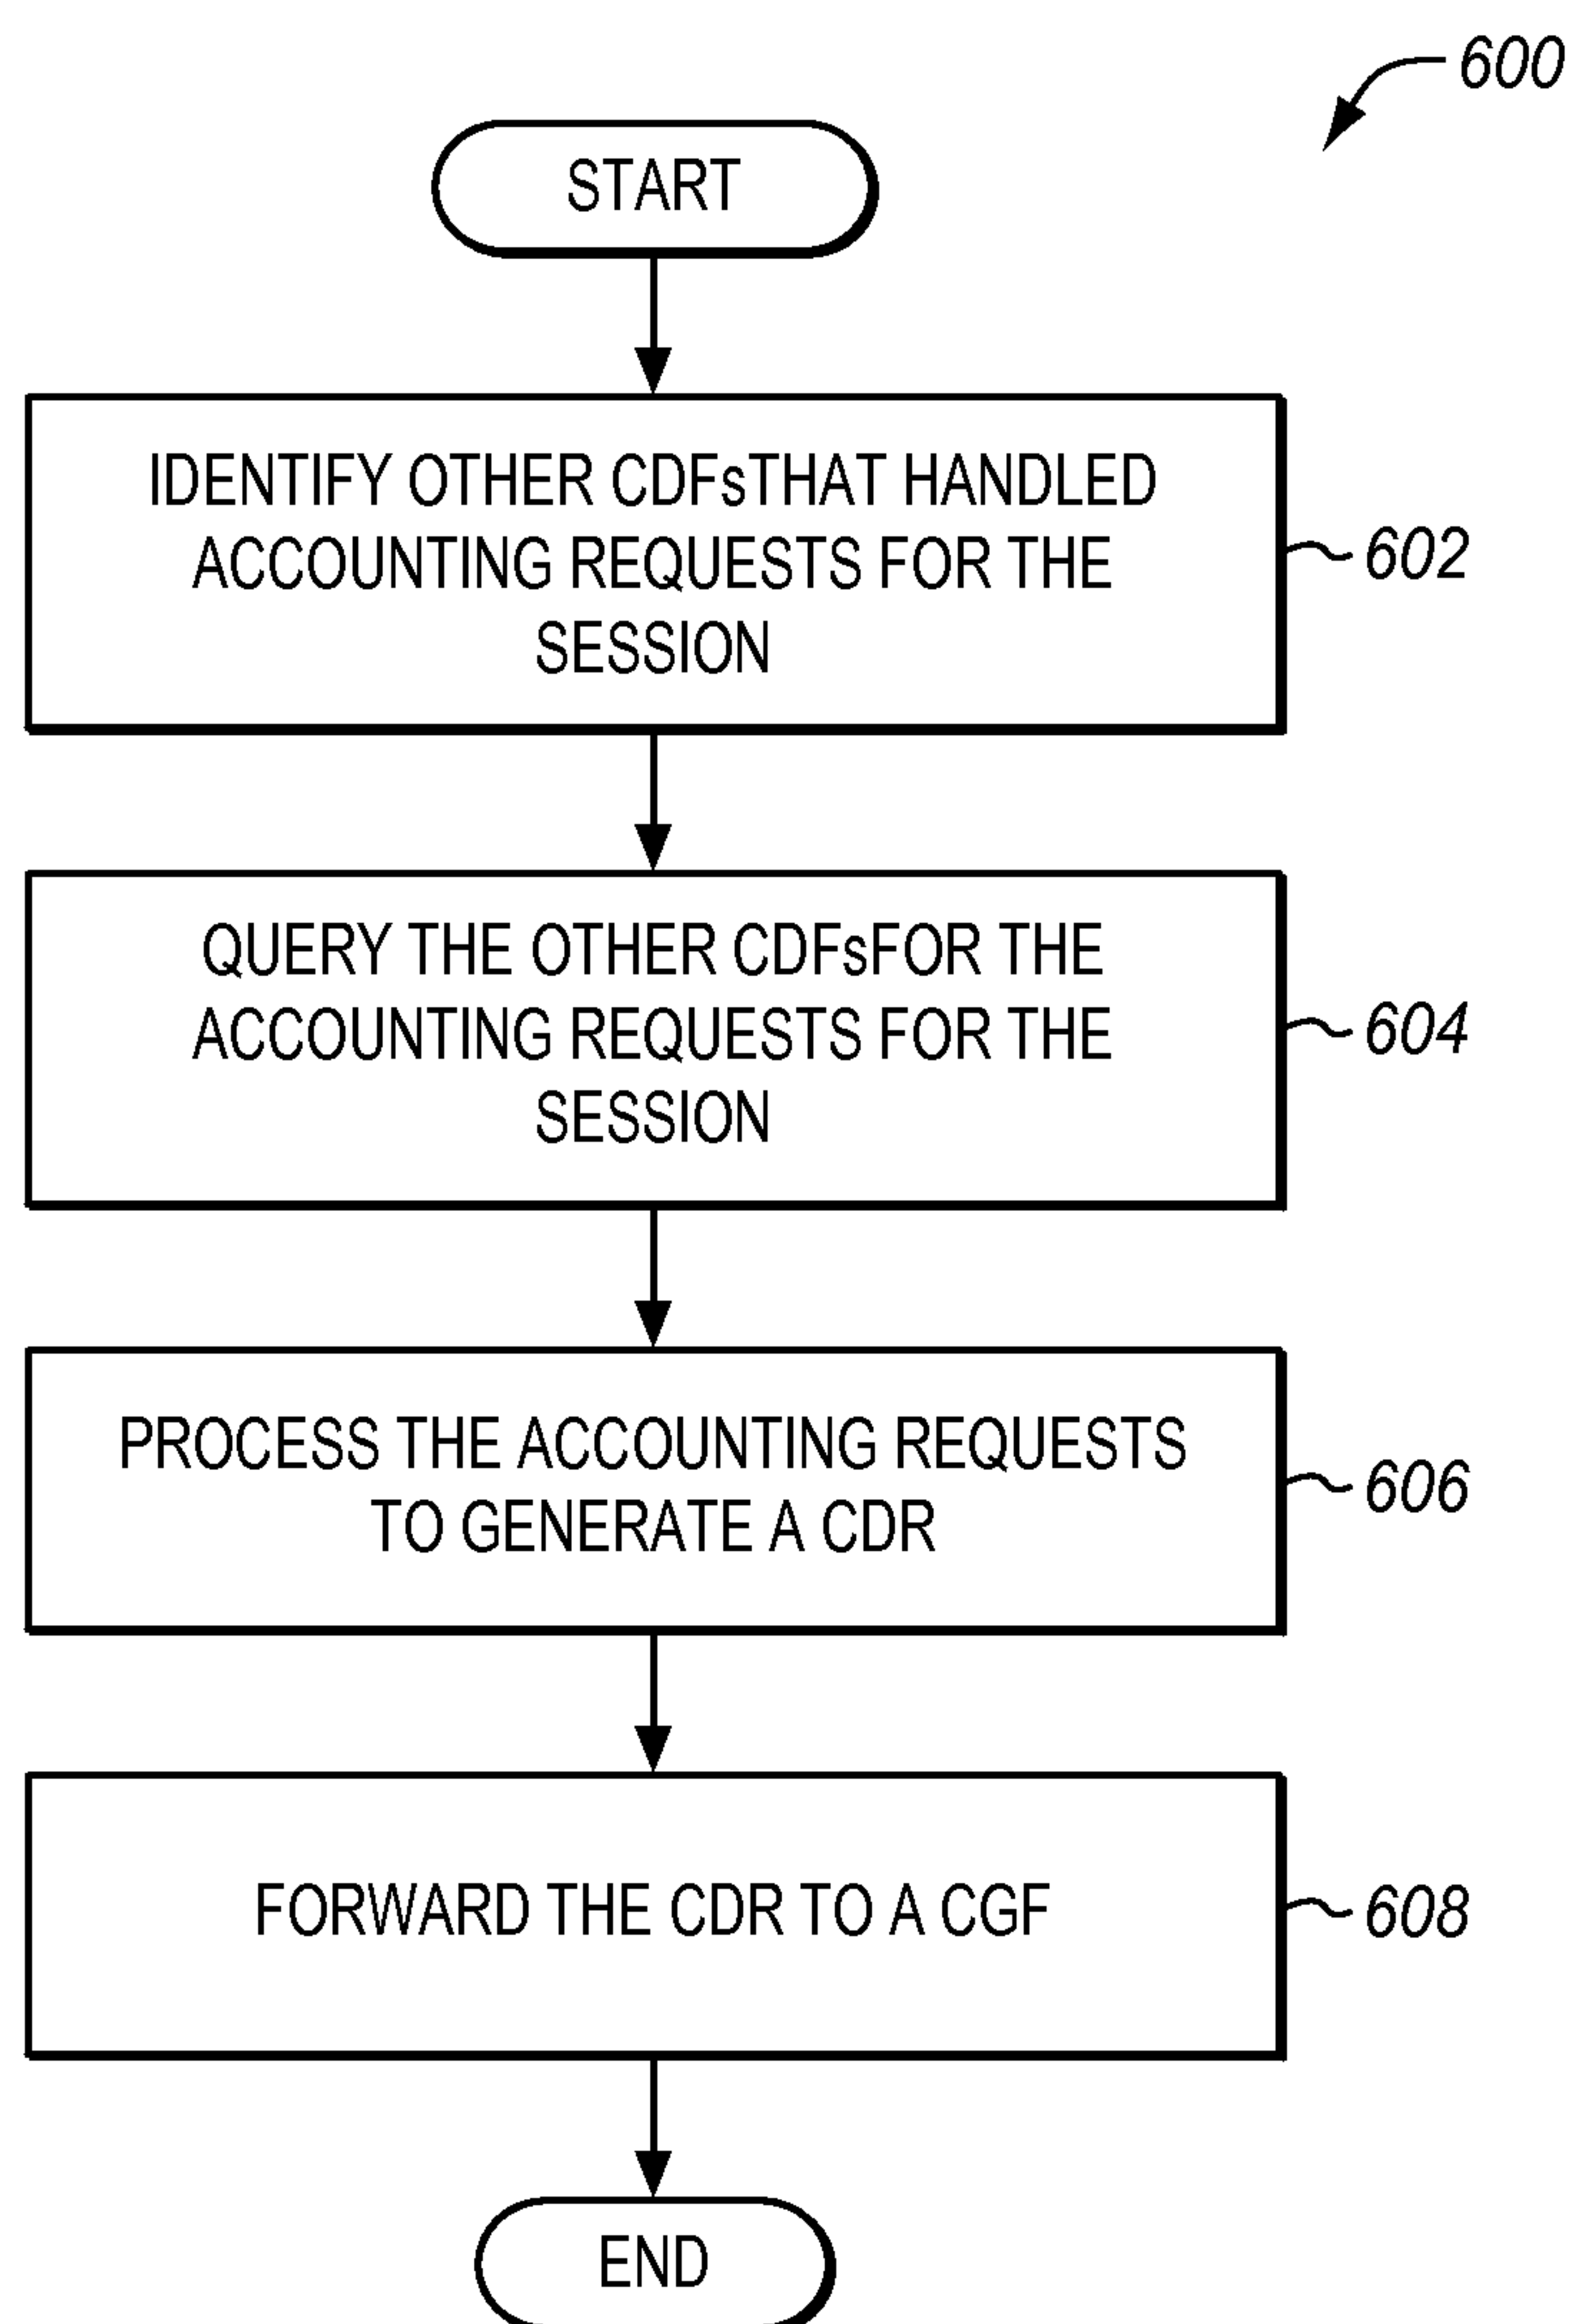 600
START
IDENTIFY OTHER CDFsTHAT HANDLED
ACCOUNTING REQUESTS FOR THE
SESSION
602
QUERY THE OTHER CDFsFOR THE
ACCOUNTING REQUESTS FOR THE
SESSION
604
PROCESS THE ACCOUNTING REQUESTS
TO GENERATE A CDR
606
FORWARD THE CDR TO A CGF
608
END